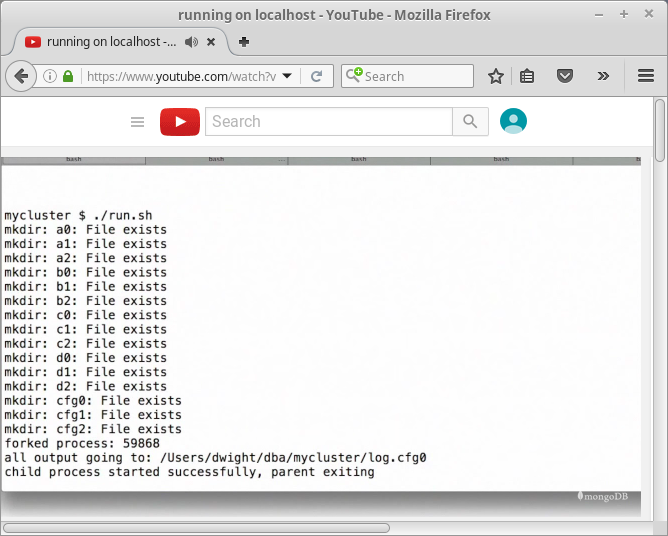 running on localhost - YouTube - Mozilla Firefox
running on localhost -...
https://www.youtube.com/watch?v
Search
Search
bash
bash
...
bash
bash
mycluster $ ./run.sh
mkdir: a0: File exists
mkdir: a1: File exists
mkdir: a2: File exists
mkdir: b0: File exists
mkdir: b1: File exists
mkdir: b2: File exists
mkdir: c0: File exists
mkdir: c1: File exists
mkdir: c2: File exists
mkdir: d0: File exists
mkdir: d1: File exists
mkdir: d2: File exists
mkdir: cfg0: File exists
mkdir: cfg1: File exists
mkdir: cfg2: File exists
forked process: 59868
all output going to: /Users/dwight/dba/mycluster/log.cfg0
child process started successfully, parent exiting
mongoDB